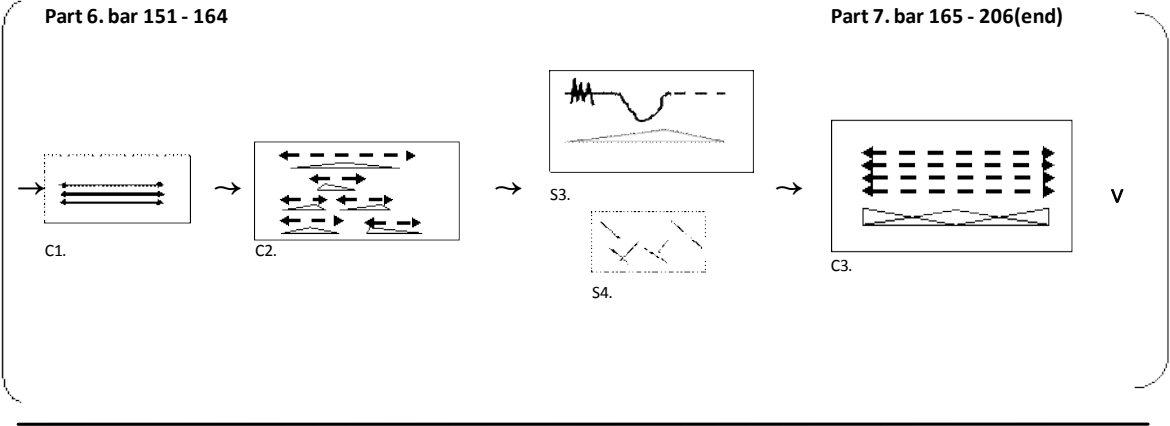 Part 6. bar 151 - 164
Part 7. bar 165 - 206(end)
C1.
C2.
S3.
S4.
C3.
v